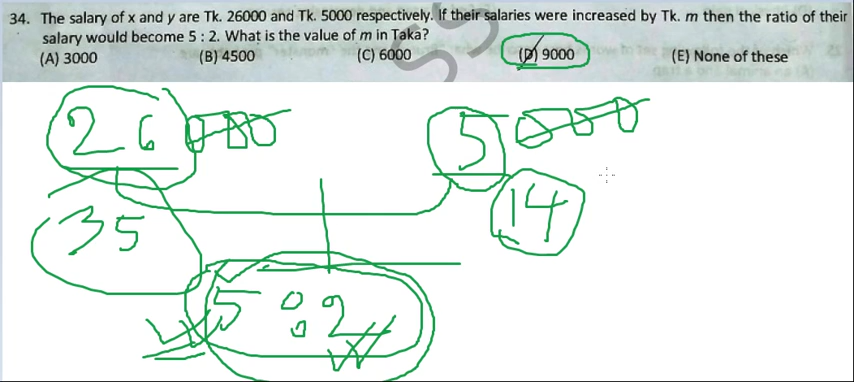 34. The salary of x and y are Tk. 26000 and Tk. 5000 respectively. If their salaries were increased by Tk. m then the ratio of their
salary would become 5 : 2. What is the value of m in Taka?
(A) 3000 (B) 4500 (C) 6000 (D) 9000 (E) None of these
26000 5000
35 14
5 : 2